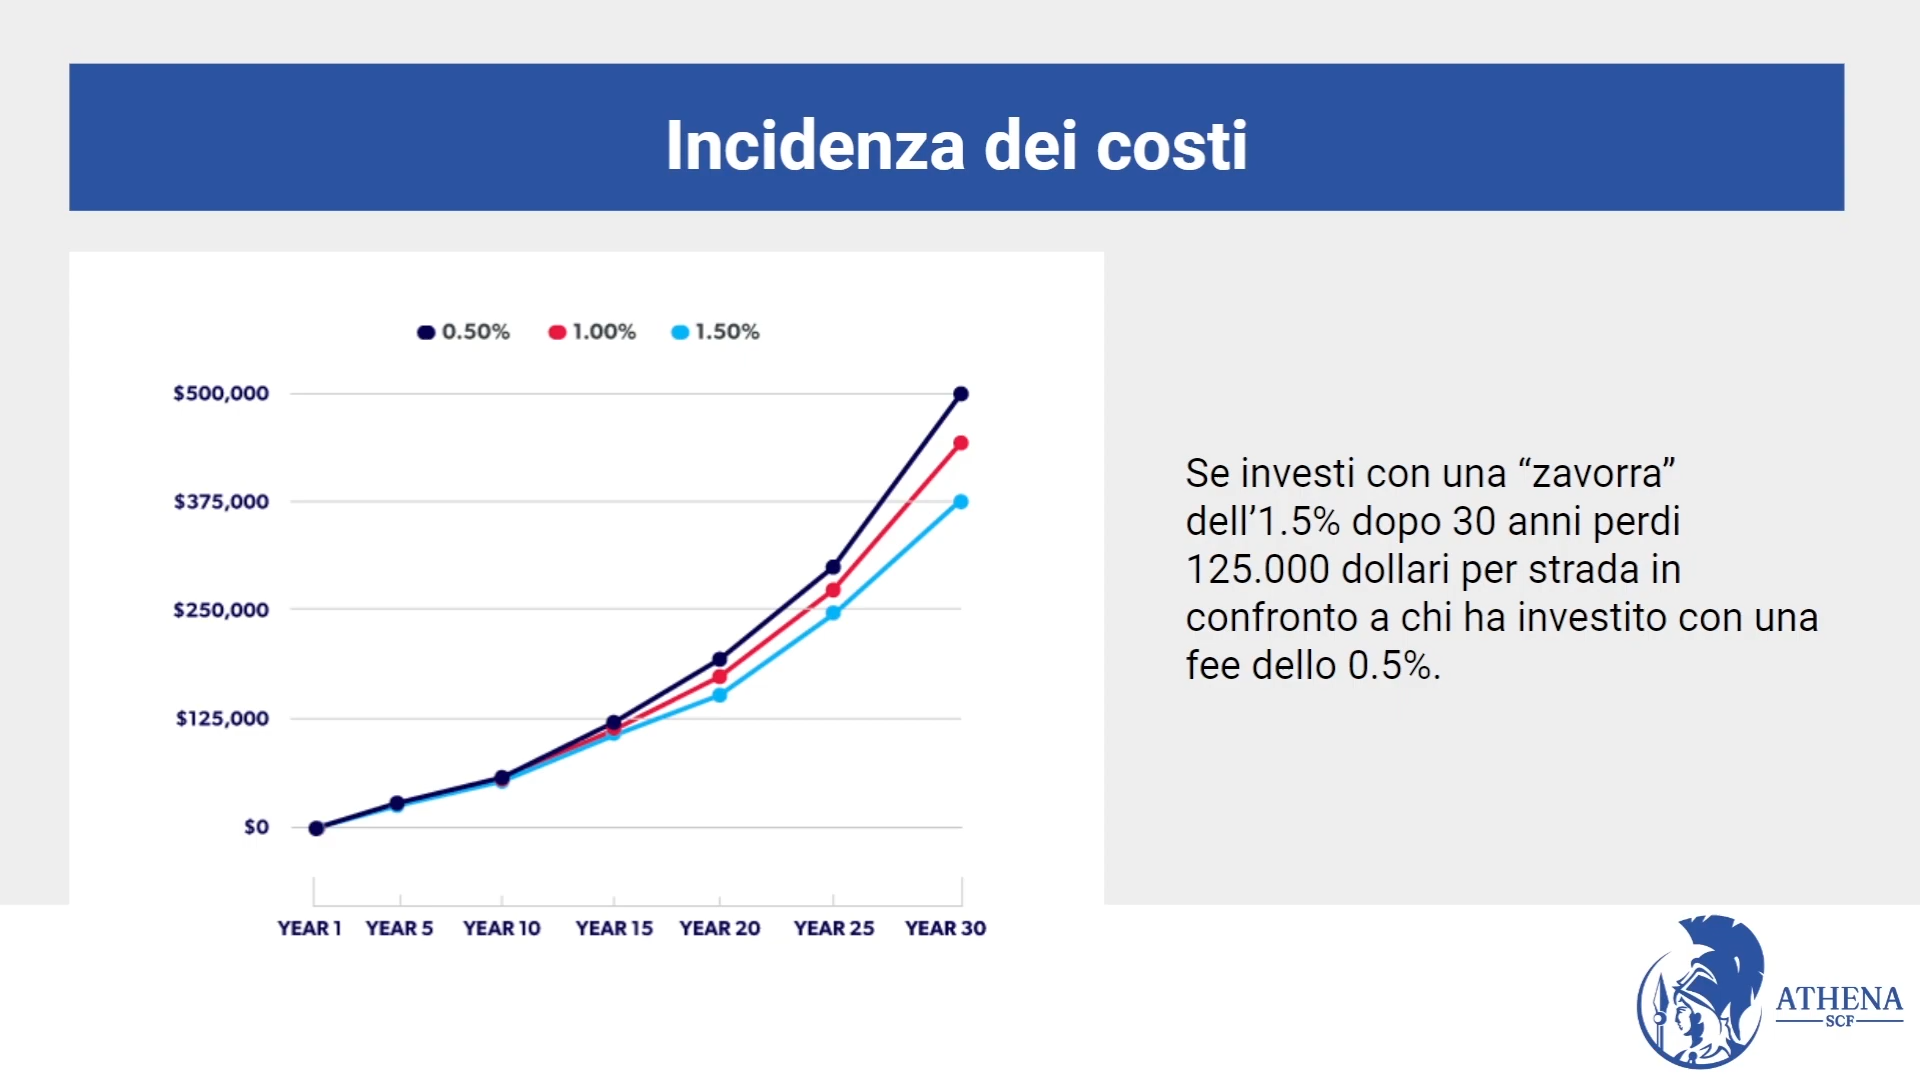 Incidenza dei costi
0.50% 1.00% 1.50%
$500,000
$375,000
$250,000
$125,000
$0
YEAR 1 YEAR 5 YEAR 10 YEAR 15 YEAR 20 YEAR 25 YEAR 30
Se investi con una “zavorra”
dell’1.5% dopo 30 anni perdi
125.000 dollari per strada in
confronto a chi ha investito con una
fee dello 0.5%.
ATHENA
SCF